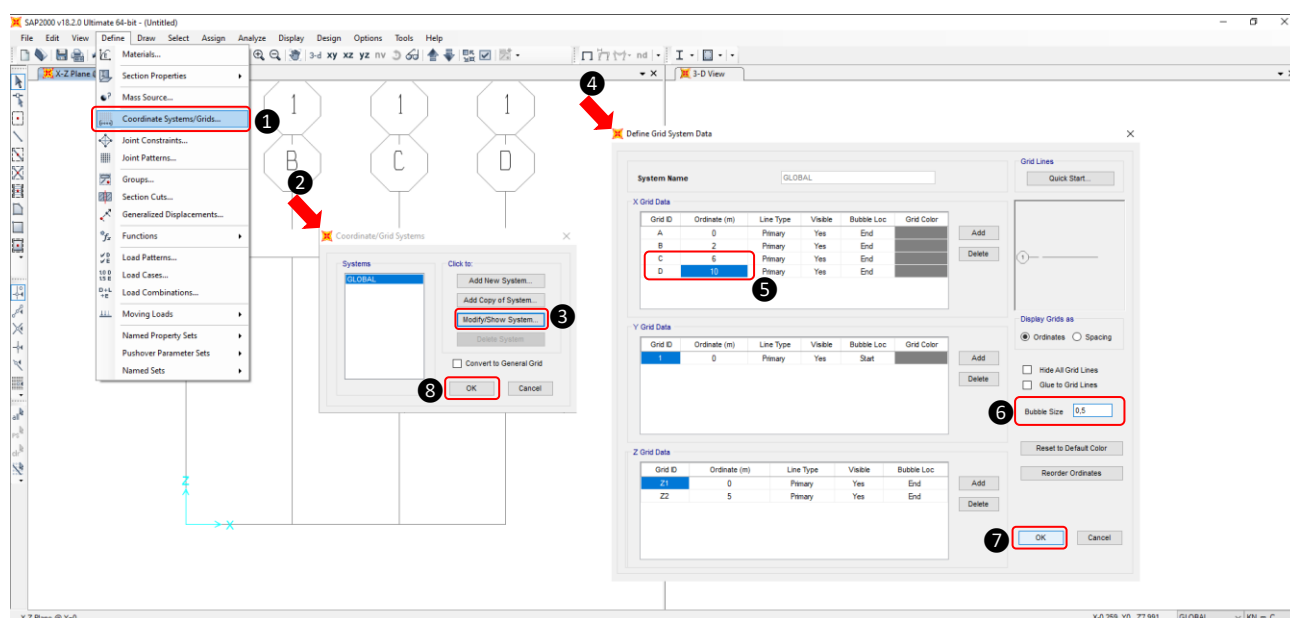 SAP2000 v18.2.0 Ultimate 64-bit - (Untitled)
File Edit View Define Draw Select Assign Analyze Display Design Options Tools Help
3-d xy xz yz nv nd
X-Z Plane
3-D View
Materials...
Section Properties
Mass Source...
Coordinate Systems/Grids...
Joint Constraints...
Joint Patterns...
Groups...
Section Cuts...
Generalized Displacements...
Functions
Load Patterns...
Load Cases...
Load Combinations...
Moving Loads
Named Property Sets
Pushover Parameter Sets
Named Sets
1
1 1 1
B C D
2
Coordinate/Grid Systems
Systems
GLOBAL
Click to:
Add New System...
Add Copy of System...
Modify/Show System...
3
Delete System
Convert to General Grid
8
OK Cancel
Z
X
4
Define Grid System Data
System Name GLOBAL
Grid Lines
Quick Start...
X Grid Data
Grid ID Ordinate (m) Line Type Visible Bubble Loc Grid Color
A 0 Primary Yes End
B 2 Primary Yes End
C 6 Primary Yes End
D 10 Primary Yes End
Add
Delete
5
1
Y Grid Data
Grid ID Ordinate (m) Line Type Visible Bubble Loc Grid Color
1 0 Primary Yes Start
Add
Delete
Display Grids as
Ordinates Spacing
Hide All Grid Lines
Glue to Grid Lines
6
Bubble Size 0,5
Reset to Default Color
Reorder Ordinates
Z Grid Data
Grid ID Ordinate (m) Line Type Visible Bubble Loc
Z1 0 Primary Yes End
Z2 5 Primary Yes End
Add
Delete
7
OK Cancel
GLOBAL